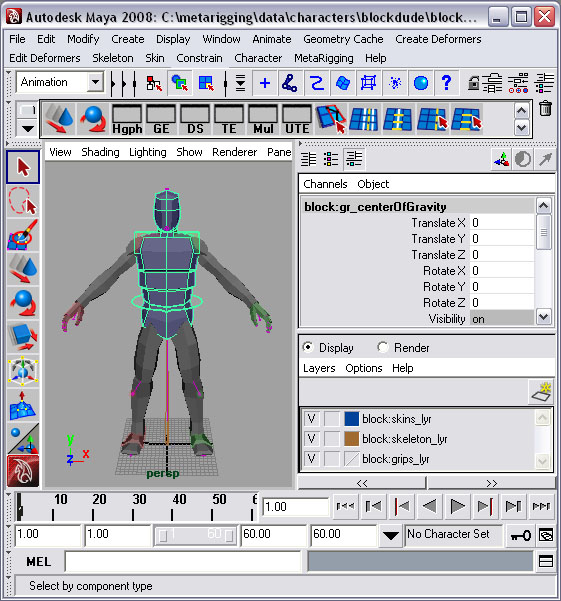 Autodesk Maya 2008: C:\metarigging\data\characters\blockdude\block...
File Edit Modify Create Display Window Animate Geometry Cache Create Deformers
Edit Deformers Skeleton Skin Constrain Character MetaRigging Help
Animation
Hgph GE DS TE Mul UTE
View Shading Lighting Show Renderer Pane
Channels Object
block:gr_centerOfGravity
Translate X 0
Translate Y 0
Translate Z 0
Rotate X 0
Rotate Y 0
Rotate Z 0
Visibility on
Display Render
Layers Options Help
V block:skins_lyr
V block:skeleton_lyr
V block:grips_lyr
y
z x
persp
<< >>
10 20 30 40 50 6 1.00
1.00 1.00 1 60 60.00 60.00 No Character Set
MEL
Select by component type